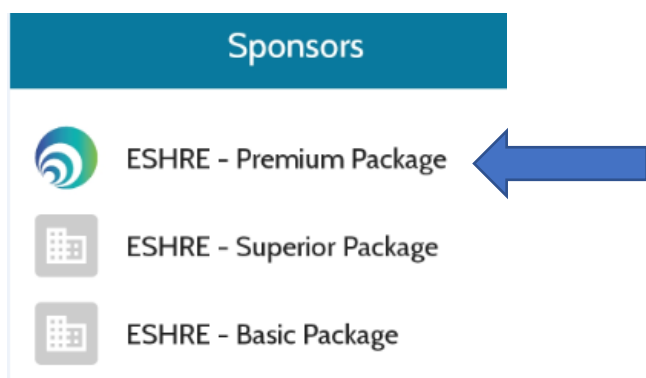 Sponsors
ESHRE - Premium Package
ESHRE - Superior Package
ESHRE - Basic Package